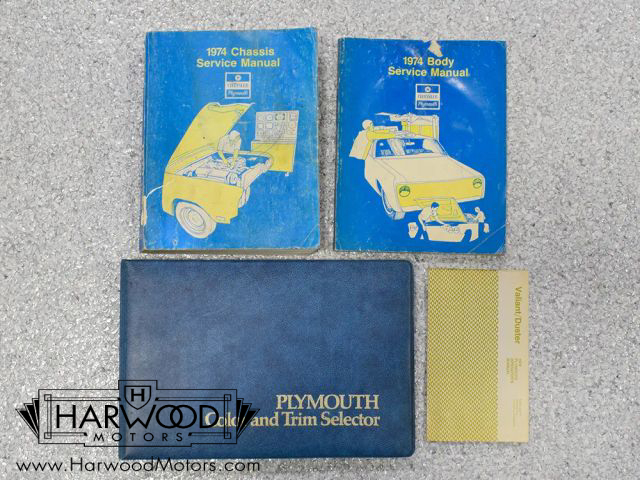 1974 Chassis
Service Manual
CHRYSLER
Plymouth
1974 Body
Service Manual
CHRYSLER
Plymouth
PLYMOUTH
Color and Trim Selector
Valiant/Duster
H
HARWOOD
MOTORS
www.HarwoodMotors.com